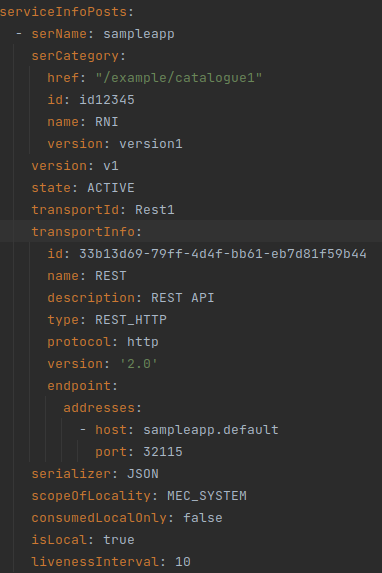 serviceInfoPosts:
  - serName: sampleapp
    serCategory:
      href: "/example/catalogue1"
      id: id12345
      name: RNI
      version: version1
    version: v1
    state: ACTIVE
    transportId: Rest1
    transportInfo:
      id: 33b13d69-79ff-4d4f-bb61-eb7d81f59b44
      name: REST
      description: REST API
      type: REST_HTTP
      protocol: http
      version: '2.0'
      endpoint:
        addresses:
          - host: sampleapp.default
            port: 32115
    serializer: JSON
    scopeOfLocality: MEC_SYSTEM
    consumedLocalOnly: false
    isLocal: true
    livenessInterval: 10